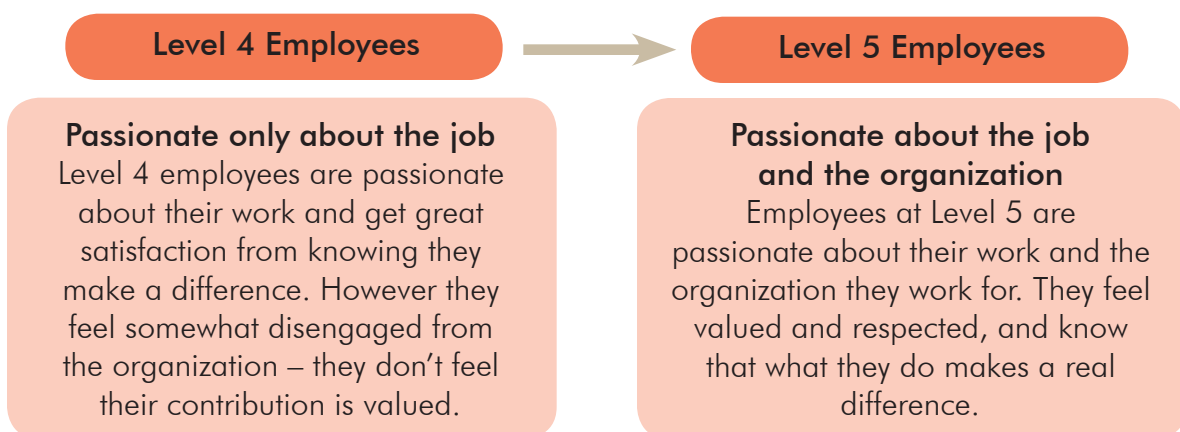 Level 4 Employees
Level 5 Employees
Passionate only about the job
Level 4 employees are passionate
about their work and get great
satisfaction from knowing they
make a difference. However they
feel somewhat disengaged from
the organization – they don’t feel
their contribution is valued.
Passionate about the job
and the organization
Employees at Level 5 are
passionate about their work and the
organization they work for. They feel
valued and respected, and know
that what they do makes a real
difference.